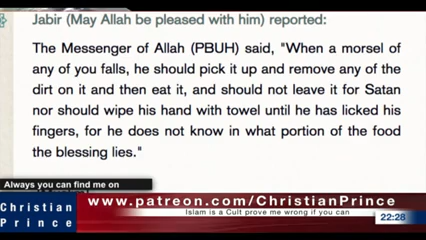 Jabir (May Allah be pleased with him) reported:
The Messenger of Allah (PBUH) said, "When a morsel of
any of you falls, he should pick it up and remove any of the
dirt on it and then eat it, and should not leave it for Satan
nor should wipe his hand with towel until he has licked his
fingers, for he does not know in what portion of the food
the blessing lies."
Always you can find me on
Christian
Prince
www.patreon.com/ChristianPrince
Islam is a Cult prove me wrong if you can
22:28